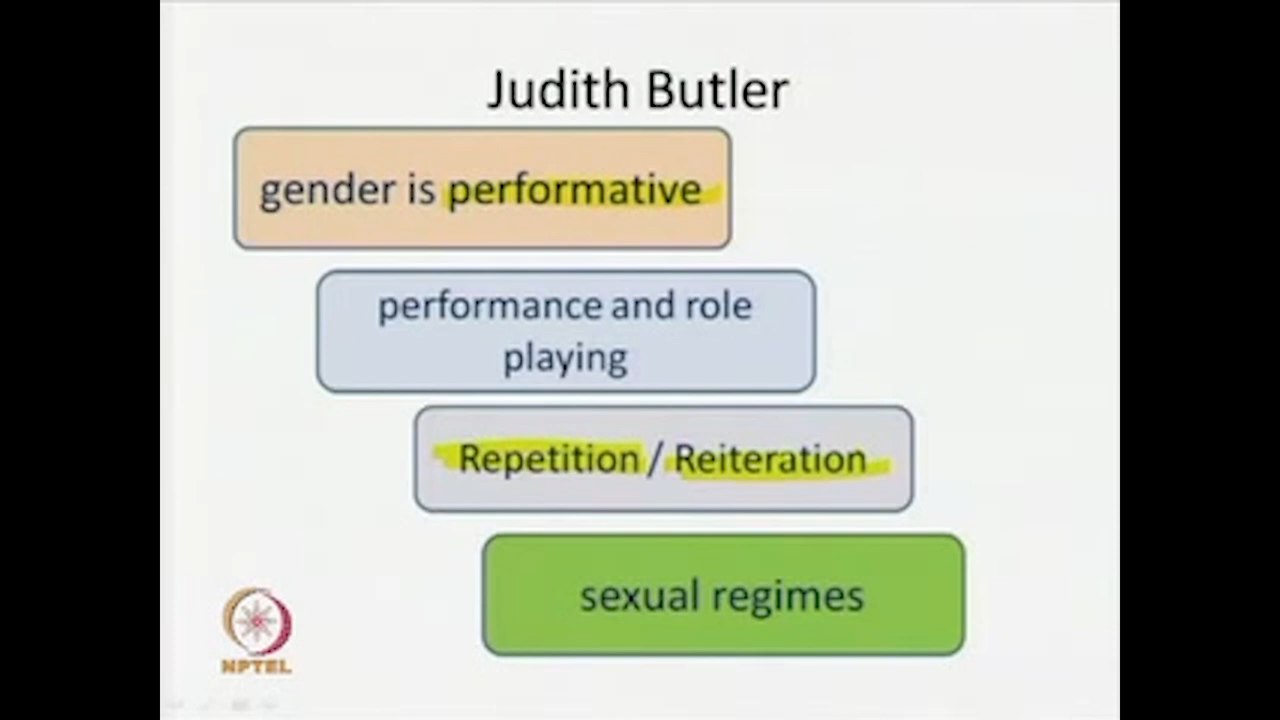 Judith Butler
gender is performative
performance and role
playing
Repetition / Reiteration
sexual regimes
NPTEL